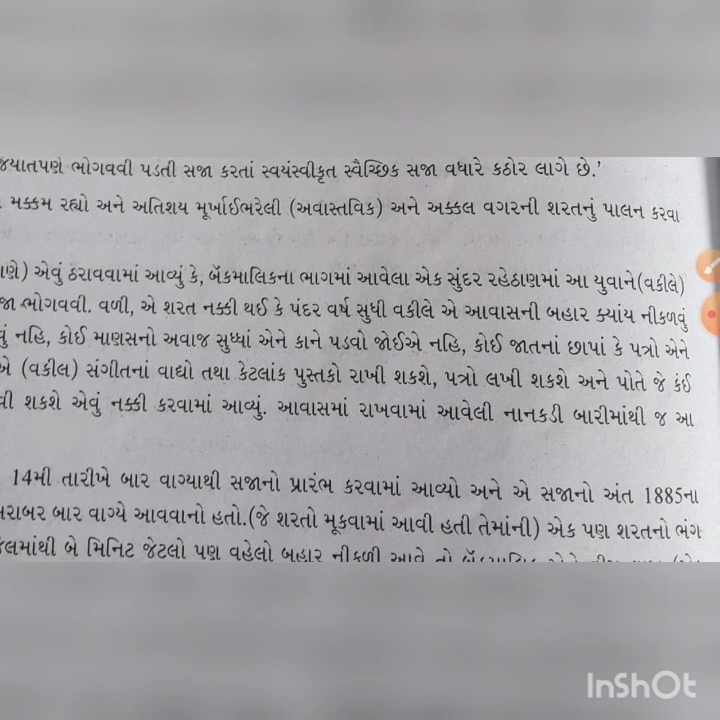 ભોગવવી પડતી સજા કરતાં સ્વયંસ્વીકૃત સ્વૈચ્છિક સજા વધારે કઠોર લાગે છે.'
મક્કમ રહ્યો અને અતિશય મૂર્ખાઈભરેલી (અવાસ્તવિક) અને અક્કલ વગરની શરતનું પાલન કરવા
એવું ઠરાવવામાં આવ્યું કે, બૅંકમાલિકના ભાગમાં આવેલા એક સુંદર રહેઠાણમાં આ યુવાને(વકીલે)
ભોગવવી. વળી, એ શરત નક્કી થઈ કે પંદર વર્ષ સુધી વકીલે એ આવાસની બહાર ક્યાંય નીકળવું
નહિ, કોઈ માણસનો અવાજ સુધ્ધાં એને કાને પડવો જોઈએ નહિ, કોઈ જાતનાં છાપાં કે પત્રો એને
(વકીલ) સંગીતનાં વાદ્યો તથા કેટલાંક પુસ્તકો રાખી શકશે, પત્રો લખી શકશે અને પોતે જે કંઈ
શકશે એવું નક્કી કરવામાં આવ્યું. આવાસમાં રાખવામાં આવેલી નાનકડી બારીમાંથી જ આ
14મી તારીખે બાર વાગ્યાથી સજાનો પ્રારંભ કરવામાં આવ્યો અને એ સજાનો અંત 1885ના
બાર વાગ્યે આવવાનો હતો.(જે શરતો મૂકવામાં આવી હતી તેમાંની) એક પણ શરતનો ભંગ
બે મિનિટ જેટલો પણ વહેલો બહાર નીકળી આવે તો
InShOt